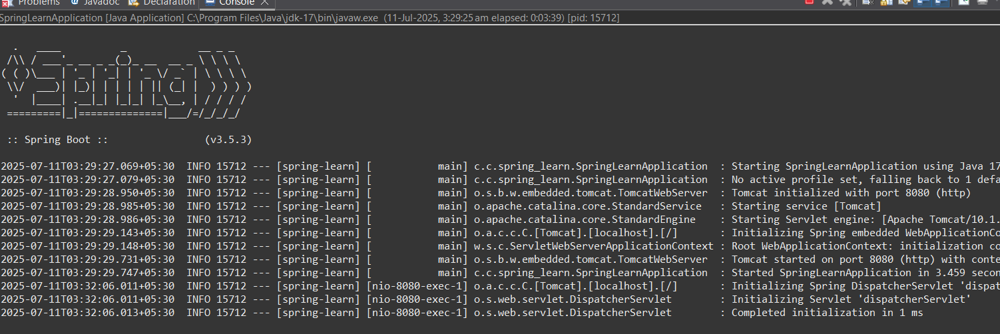 Problems Javadoc Declaration Console
SpringLearnApplication [Java Application] C:\Program Files\Java\jdk-17\bin\javaw.exe (11-Jul-2025, 3:29:25 am elapsed: 0:03:39) [pid: 15712]
Spring
:: Spring Boot :: (v3.5.3)
2025-07-11T03:29:27.069+05:30 INFO 15712 --- [spring-learn] [ main] c.c.spring_learn.SpringLearnApplication : Starting SpringLearnApplication using Java 17
2025-07-11T03:29:27.079+05:30 INFO 15712 --- [spring-learn] [ main] c.c.spring_learn.SpringLearnApplication : No active profile set, falling back to 1 defa
2025-07-11T03:29:28.950+05:30 INFO 15712 --- [spring-learn] [ main] o.s.b.w.embedded.tomcat.TomcatWebServer : Tomcat initialized with port 8080 (http)
2025-07-11T03:29:28.985+05:30 INFO 15712 --- [spring-learn] [ main] o.apache.catalina.core.StandardService : Starting service [Tomcat]
2025-07-11T03:29:28.986+05:30 INFO 15712 --- [spring-learn] [ main] o.apache.catalina.core.StandardEngine : Starting Servlet engine: [Apache Tomcat/10.1.
2025-07-11T03:29:29.143+05:30 INFO 15712 --- [spring-learn] [ main] o.a.c.c.C.[Tomcat].[localhost].[/] : Initializing Spring embedded WebApplicationCo
2025-07-11T03:29:29.148+05:30 INFO 15712 --- [spring-learn] [ main] w.s.c.ServletWebServerApplicationContext : Root WebApplicationContext: initialization co
2025-07-11T03:29:29.731+05:30 INFO 15712 --- [spring-learn] [ main] o.s.b.w.embedded.tomcat.TomcatWebServer : Tomcat started on port 8080 (http) with conte
2025-07-11T03:29:29.747+05:30 INFO 15712 --- [spring-learn] [ main] c.c.spring_learn.SpringLearnApplication : Started SpringLearnApplication in 3.459 secon
2025-07-11T03:32:06.011+05:30 INFO 15712 --- [spring-learn] [nio-8080-exec-1] o.a.c.c.C.[Tomcat].[localhost].[/] : Initializing Spring DispatcherServlet 'dispat
2025-07-11T03:32:06.011+05:30 INFO 15712 --- [spring-learn] [nio-8080-exec-1] o.s.web.servlet.DispatcherServlet : Initializing Servlet 'dispatcherServlet'
2025-07-11T03:32:06.013+05:30 INFO 15712 --- [spring-learn] [nio-8080-exec-1] o.s.web.servlet.DispatcherServlet : Completed initialization in 1 ms